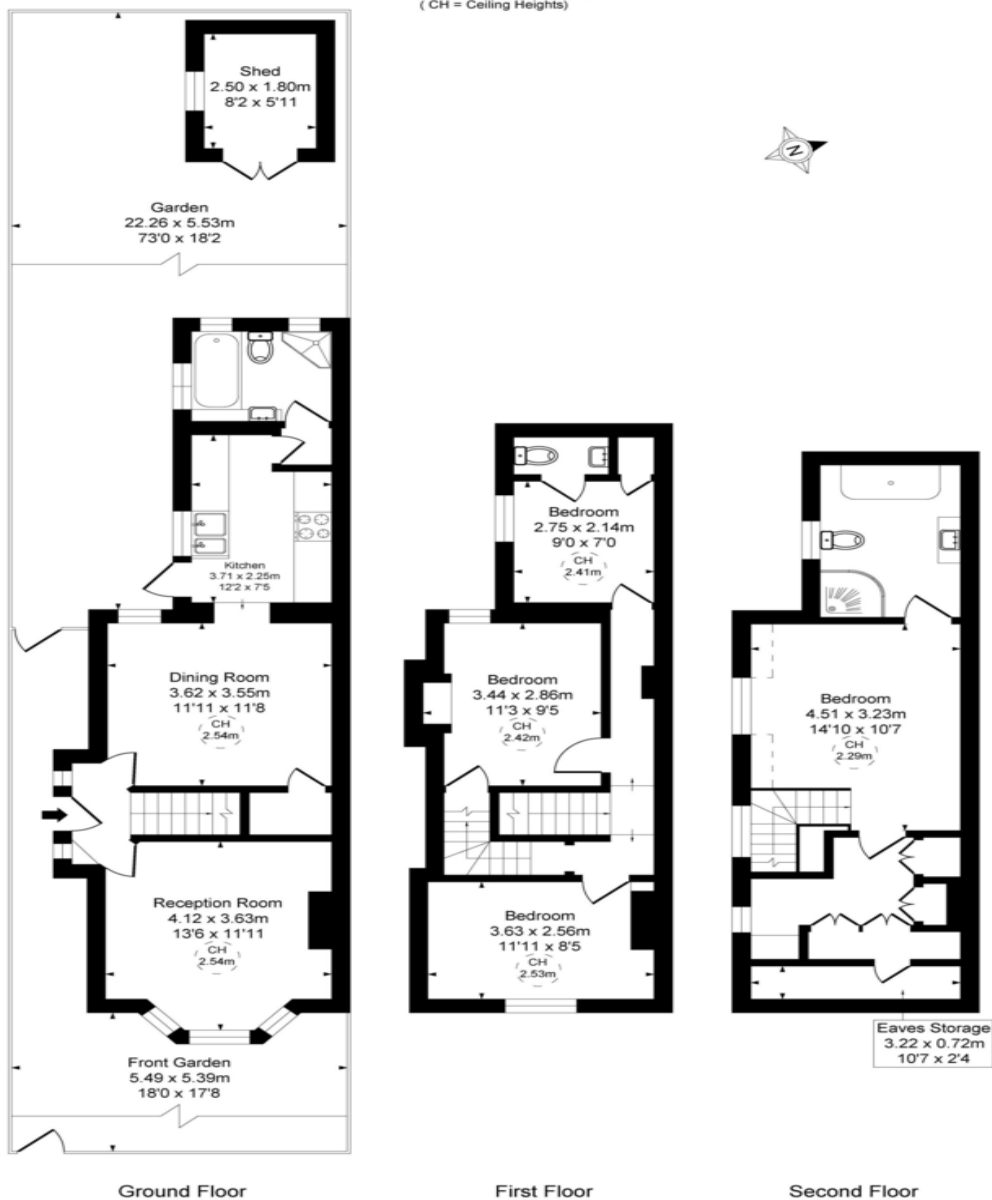 ( CH = Ceiling Heights)
Shed
2.50 x 1.80m
8'2 x 5'11
N
Garden
22.26 x 5.53m
73'0 x 18'2
Kitchen
3.71 x 2.25m
12'2 x 7'5
Dining Room
3.62 x 3.55m
11'11 x 11'8
CH
2.54m
Reception Room
4.12 x 3.63m
13'6 x 11'11
CH
2.54m
Front Garden
5.49 x 5.39m
18'0 x 17'8
Ground Floor
Bedroom
2.75 x 2.14m
9'0 x 7'0
CH
2.41m
Bedroom
3.44 x 2.86m
11'3 x 9'5
CH
2.42m
Bedroom
3.63 x 2.56m
11'11 x 8'5
CH
2.53m
First Floor
Bedroom
4.51 x 3.23m
14'10 x 10'7
CH
2.29m
Eaves Storage
3.22 x 0.72m
10'7 x 2'4
Second Floor